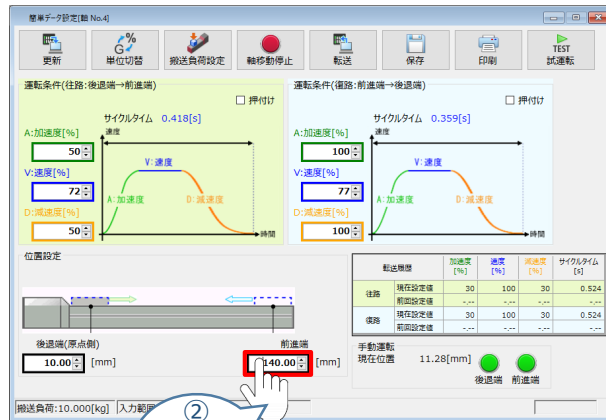 簡単データ設定[軸 No.4]
更新
単位切替
搬送負荷設定
軸移動停止
転送
保存
印刷
TEST
試運転
運転条件(往路:後退端→前進端)
押付け
サイクルタイム 0.418[s]
A:加速度[%]
50
V:速度[%]
72
D:減速度[%]
50
速度
V:速度
A:加速度
D:減速度
時間
運転条件(復路:前進端→後退端)
押付け
サイクルタイム 0.359[s]
A:加速度[%]
100
V:速度[%]
77
D:減速度[%]
100
速度
V:速度
A:加速度
D:減速度
時間
位置設定
後退端(原点側)
10.00 [mm]
前進端
140.00 [mm]
転送履歴 加速度[%] 速度[%] 減速度[%] サイクルタイム[s]
往路 現在設定値 30 100 30 0.524
前回設定値 -.-- -.-- -.-- -.--
復路 現在設定値 30 100 30 0.524
前回設定値 -.-- -.-- -.-- -.--
手動運転
現在位置 11.28[mm]
後退端 前進端
搬送負荷:10.000[kg] 入力範囲
②